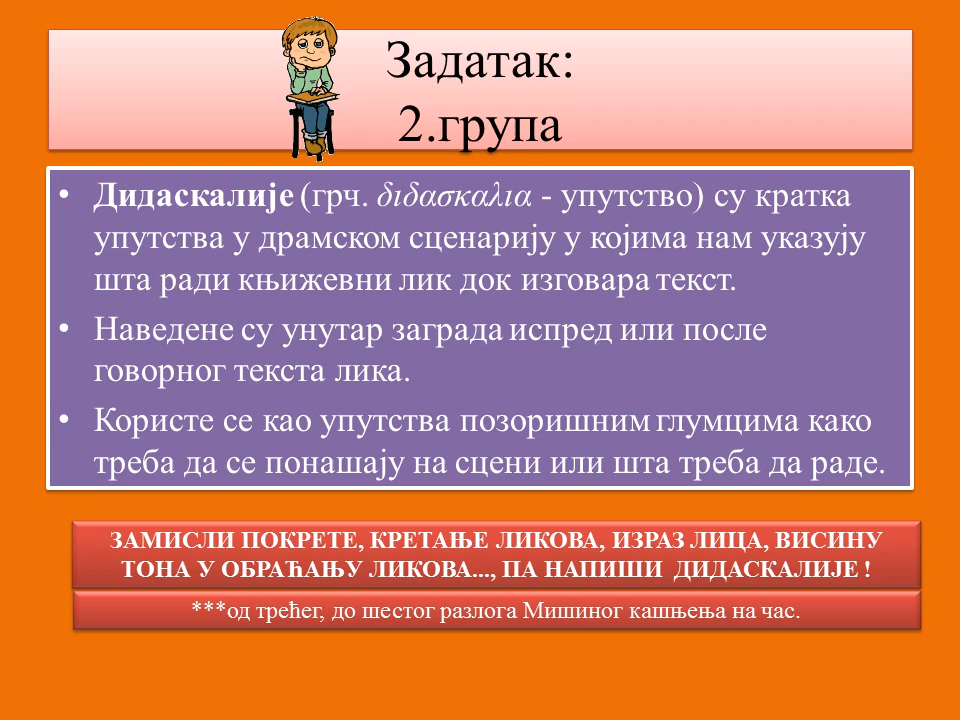 Задатак:
2.група
• Дидаскалије (грч. διδασκαλια - упутство) су кратка
упутства у драмском сценарију у којима нам указују
шта ради књижевни лик док изговара текст.
• Наведене су унутар заграда испред или после
говорног текста лика.
• Користе се као упутства позоришним глумцима како
треба да се понашају на сцени или шта треба да раде.
ЗАМИСЛИ ПОКРЕТЕ, КРЕТАЊЕ ЛИКОВА, ИЗРАЗ ЛИЦА, ВИСИНУ
ТОНА У ОБРАЋАЊУ ЛИКОВА..., ПА НАПИШИ ДИДАСКАЛИЈЕ !
***од трећег, до шестог разлога Мишиног кашњења на час.